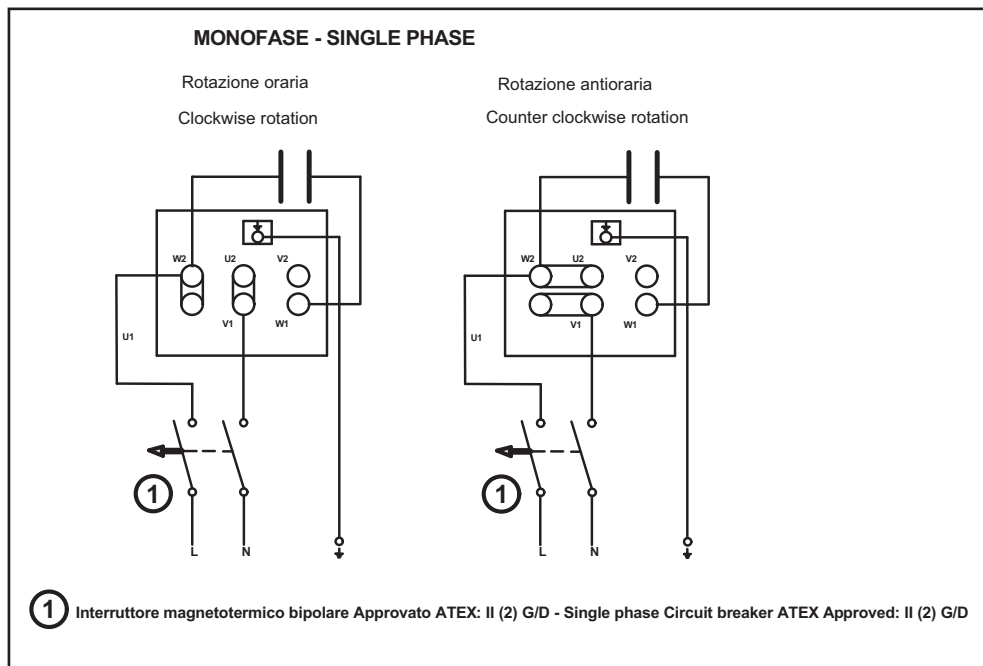 MONOFASE - SINGLE PHASE
Rotazione oraria
Clockwise rotation
Rotazione antioraria
Counter clockwise rotation
W2 U2 V2
U1 V1 W1
1
L N
W2 U2 V2
U1 V1 W1
1
L N
1 Interruttore magnetotermico bipolare Approvato ATEX: II (2) G/D - Single phase Circuit breaker ATEX Approved: II (2) G/D